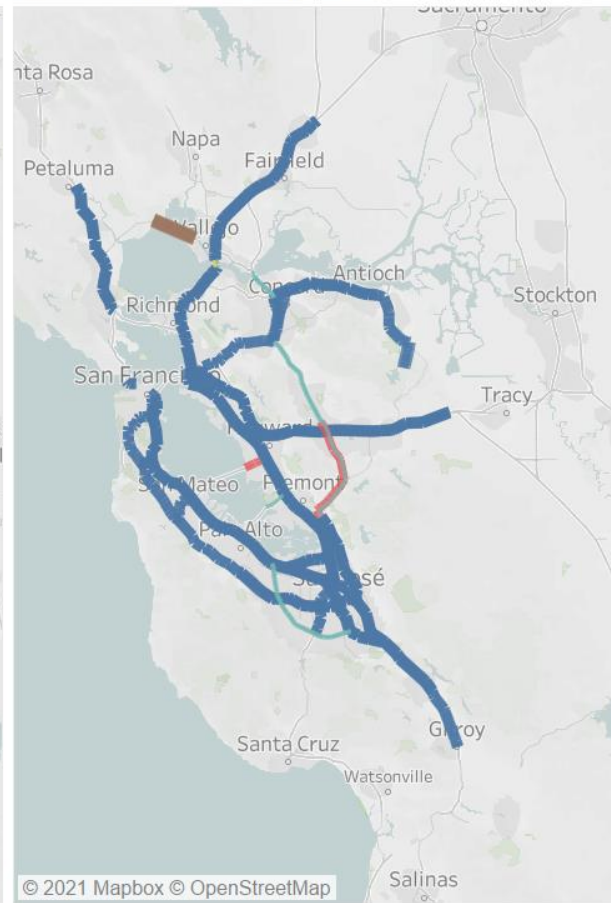 Sacramento
nta Rosa
Napa
Petaluma
Fairfield
Vallejo
Antioch
Richmond
Stockton
San Francisco
Tracy
Hayward
San Mateo
Fremont
Palo Alto
San José
Gilroy
Santa Cruz
Watsonville
Salinas
© 2021 Mapbox © OpenStreetMap